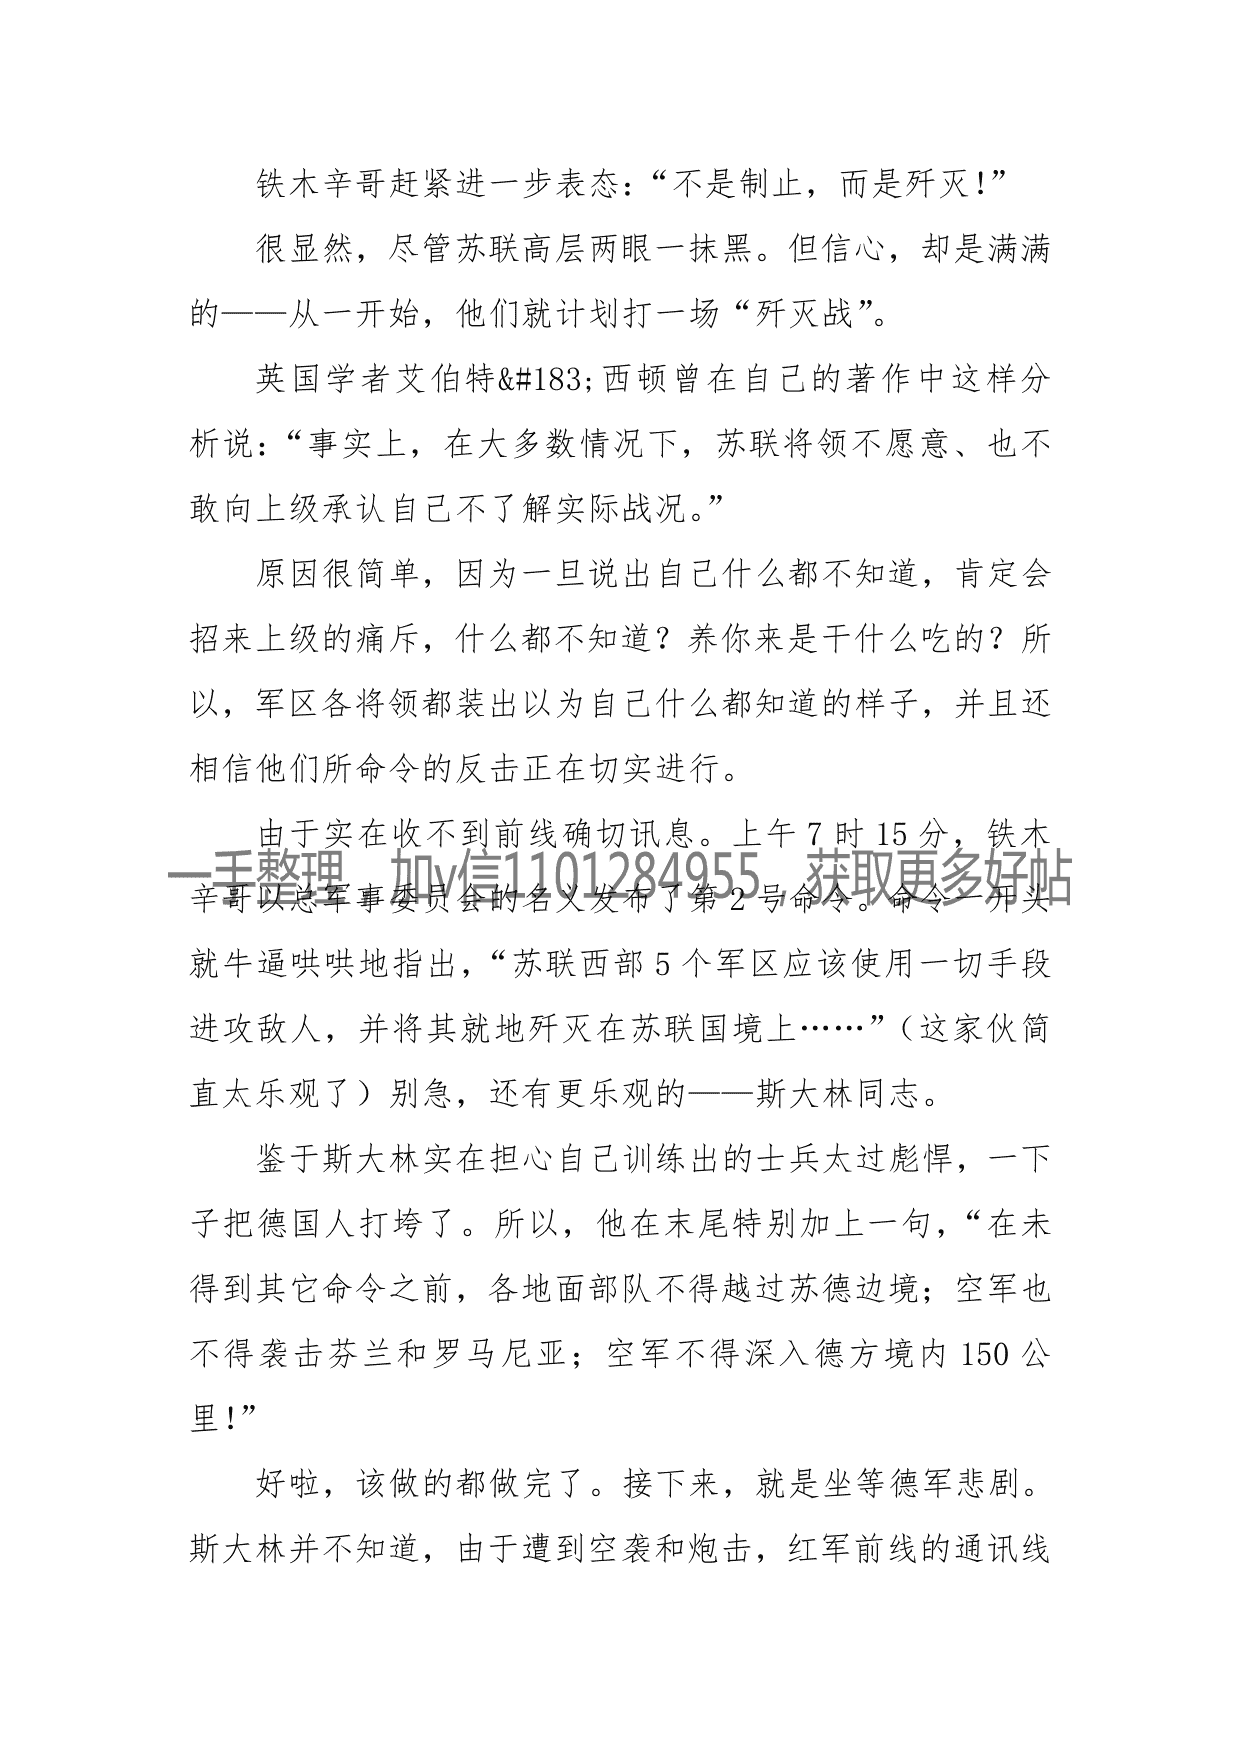 铁木辛哥赶紧进一步表态：“不是制止，而是歼灭！”
很显然，尽管苏联高层两眼一抹黑。但信心，却是满满
的——从一开始，他们就计划打一场“歼灭战”。
英国学者艾伯特&#183;西顿曾在自己的著作中这样分
析说：“事实上，在大多数情况下，苏联将领不愿意、也不
敢向上级承认自己不了解实际战况。”
原因很简单，因为一旦说出自己什么都不知道，肯定会
招来上级的痛斥，什么都不知道？养你来是干什么吃的？所
以，军区各将领都装出以为自己什么都知道的样子，并且还
相信他们所命令的反击正在切实进行。
由于实在收不到前线确切讯息。上午7时15分，铁木
一手整理，加v信1101284955，获取更多好帖
辛哥以总军事委员会的名义发布了第2号命令。命令一开头
就牛逼哄哄地指出，“苏联西部5个军区应该使用一切手段
进攻敌人，并将其就地歼灭在苏联国境上……”（这家伙简
直太乐观了）别急，还有更乐观的——斯大林同志。
鉴于斯大林实在担心自己训练出的士兵太过彪悍，一下
子把德国人打垮了。所以，他在末尾特别加上一句，“在未
得到其它命令之前，各地面部队不得越过苏德边境；空军也
不得袭击芬兰和罗马尼亚；空军不得深入德方境内150公
里！”
好啦，该做的都做完了。接下来，就是坐等德军悲剧。
斯大林并不知道，由于遭到空袭和炮击，红军前线的通讯线